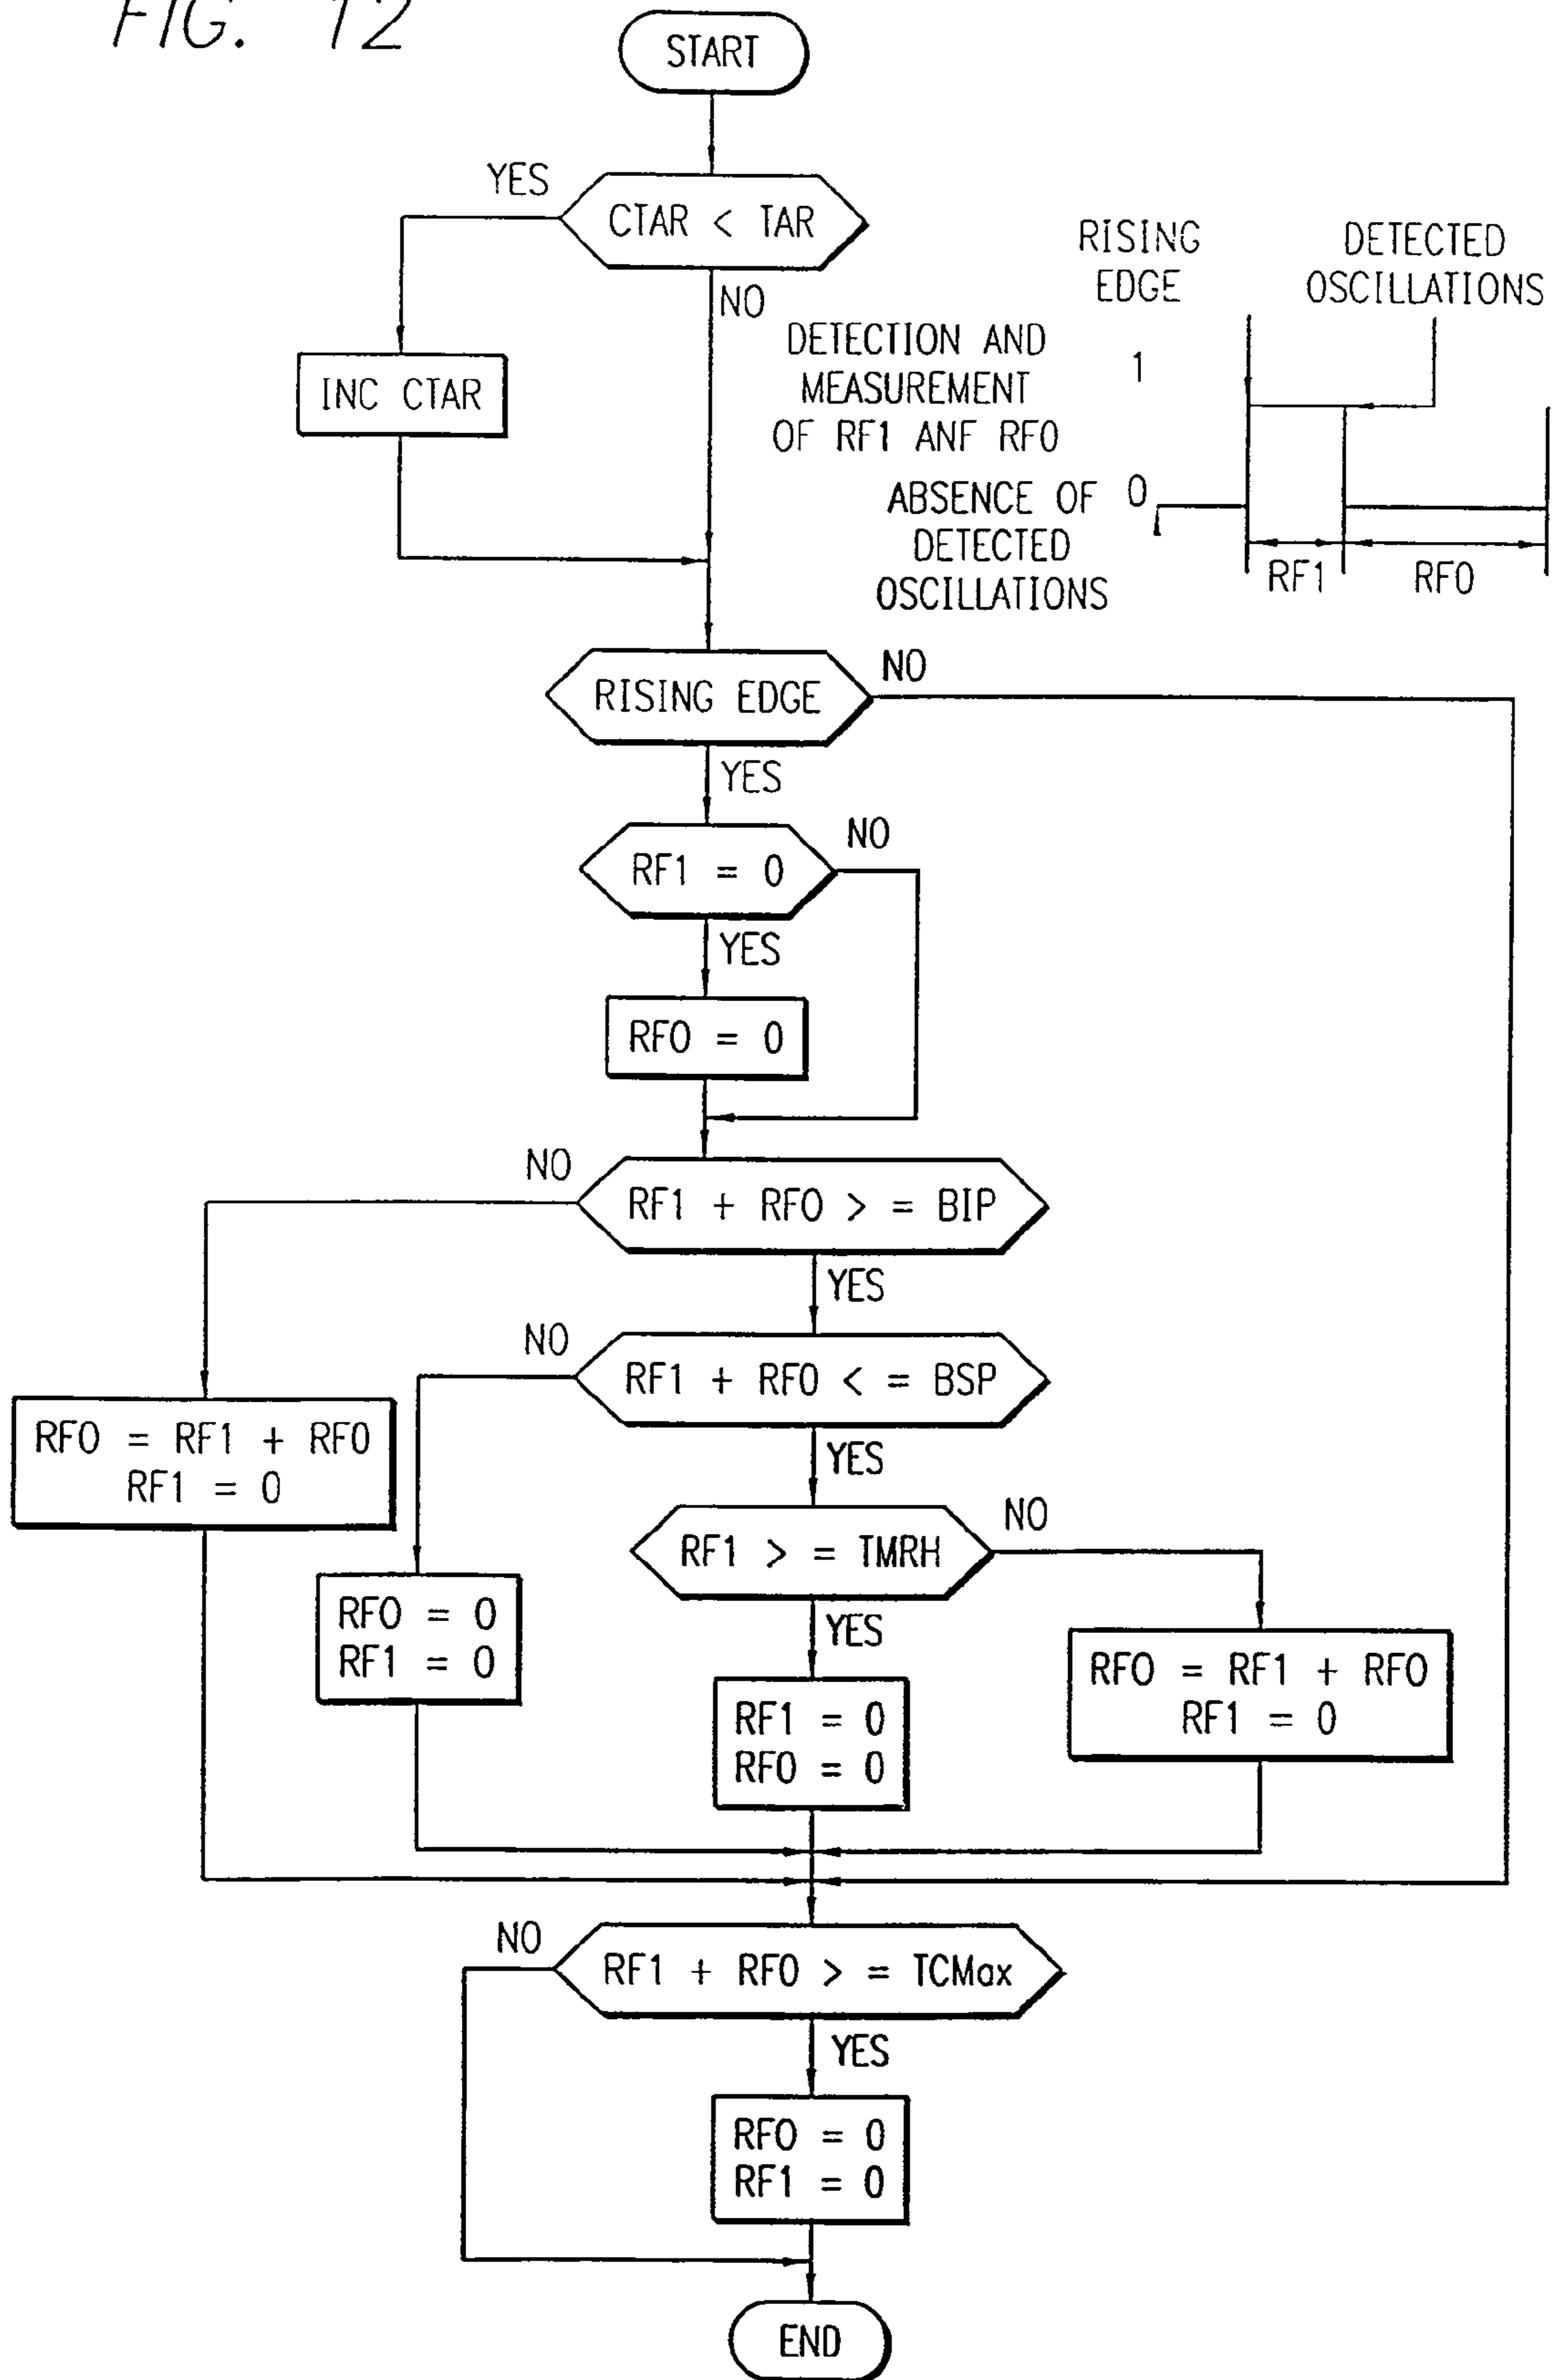 FIG. 12
START
YES
CTAR < TAR
NO
INC CTAR
DETECTION AND
MEASUREMENT
OF RF1 ANF RF0
RISING
EDGE
DETECTED
OSCILLATIONS
1
ABSENCE OF
DETECTED
OSCILLATIONS
0
RF1
RF0
RISING EDGE
NO
YES
RF1 = 0
NO
YES
RF0 = 0
NO
RF1 + RF0 > = BIP
YES
NO
RF1 + RF0 < = BSP
YES
RF0 = RF1 + RF0
RF1 = 0
RF1 > = TMRH
NO
YES
RF0 = 0
RF1 = 0
RF1 = 0
RF0 = 0
RF0 = RF1 + RF0
RF1 = 0
NO
RF1 + RF0 > = TCMax
YES
RF0 = 0
RF1 = 0
END